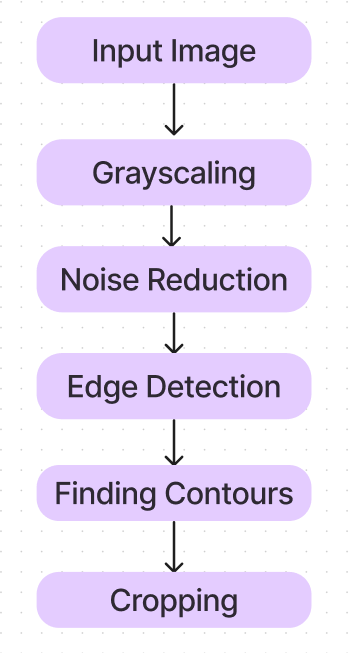 Input Image
Grayscaling
Noise Reduction
Edge Detection
Finding Contours
Cropping